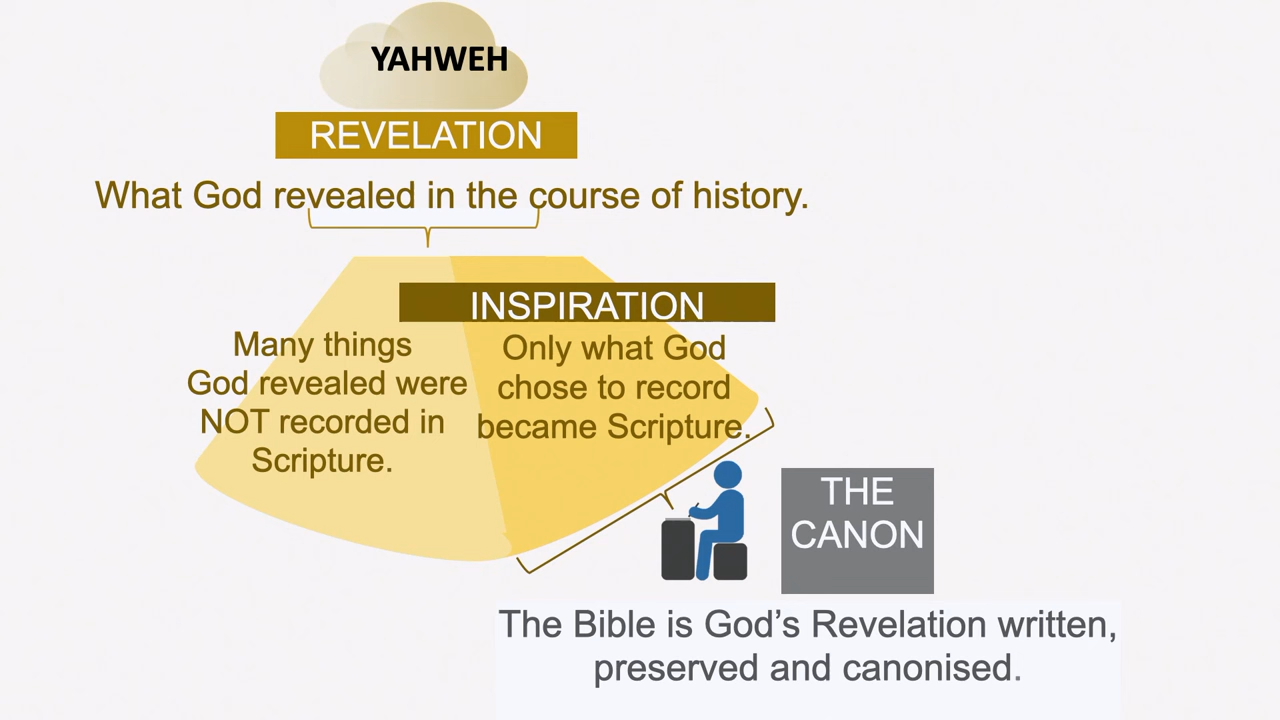 YAHWEH
REVELATION
What God revealed in the course of history.
INSPIRATION
Many things
God revealed were
NOT recorded in
Scripture.
Only what God
chose to record
became Scripture.
THE
CANON
The Bible is God’s Revelation written,
preserved and canonised.